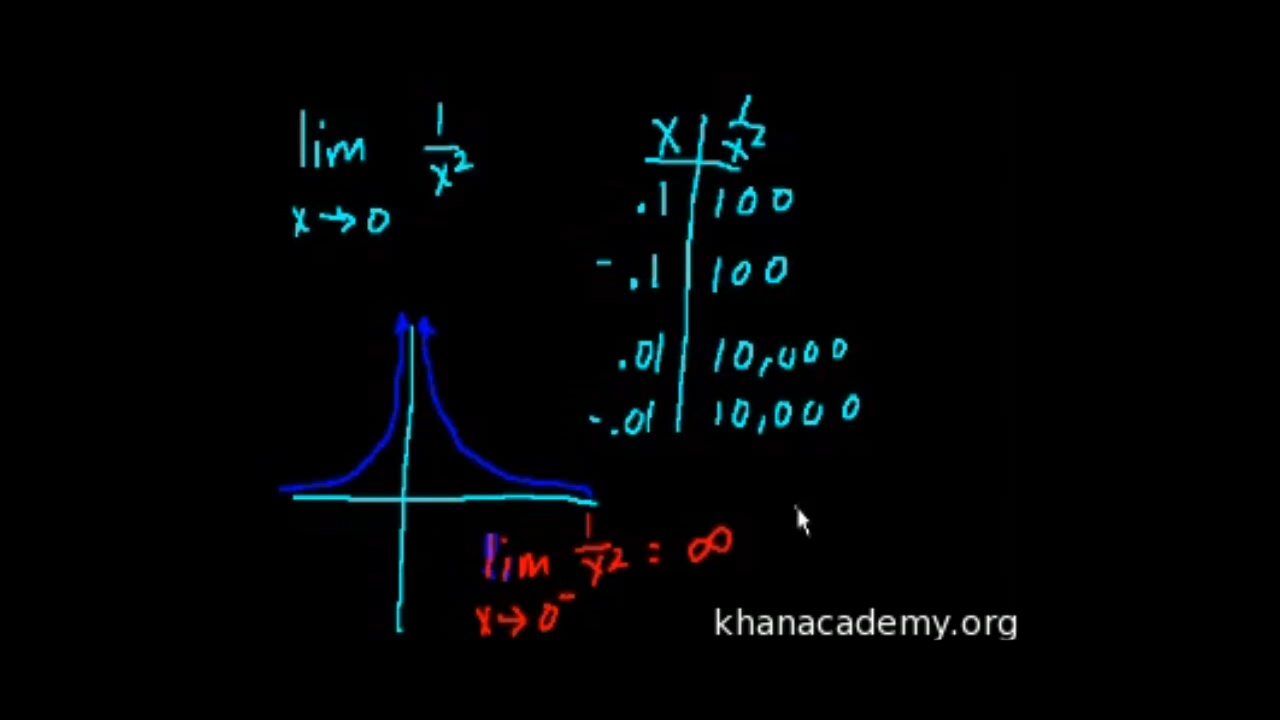 lim 1/x²
x→0
x | 1/x²
.1 | 100
-.1 | 100
.01 | 10,000
-.01 | 10,000
lim 1/x² = ∞
x→0⁻
khanacademy.org